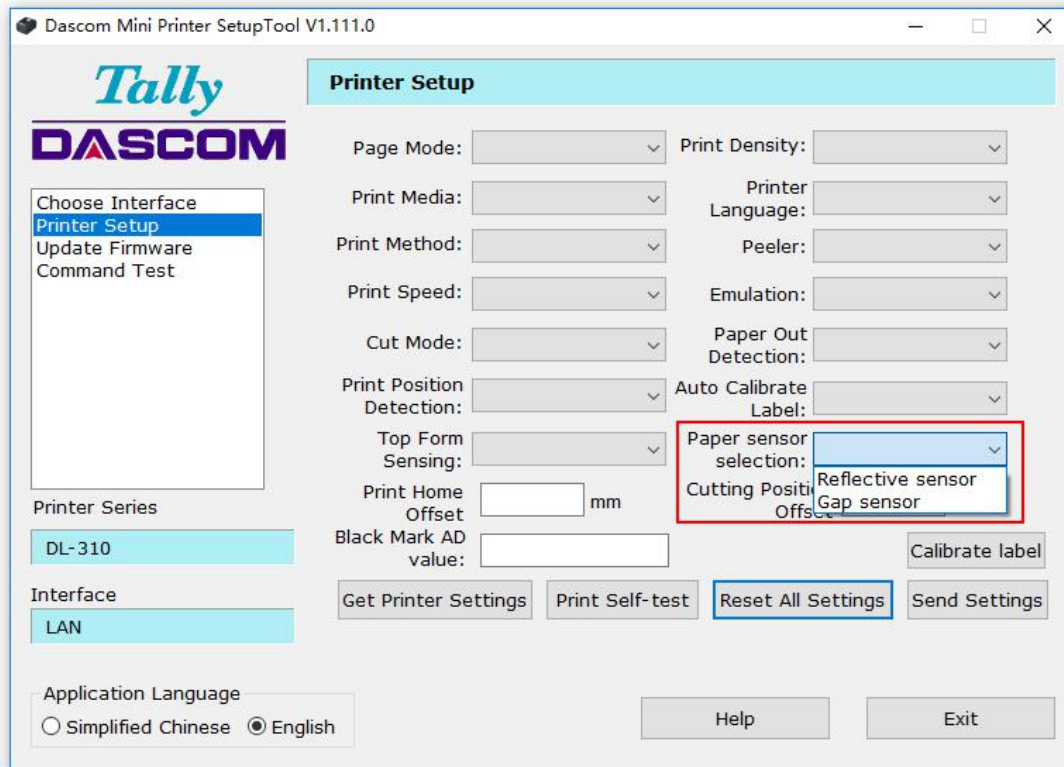 Dascom Mini Printer SetupTool V1.111.0
Tally
DASCOM
Choose Interface
Printer Setup
Update Firmware
Command Test
Printer Series
DL-310
Interface
LAN
Application Language
Simplified Chinese
English
Printer Setup
Page Mode:
Print Density:
Print Media:
Printer
Language:
Print Method:
Peeler:
Print Speed:
Emulation:
Cut Mode:
Paper Out
Detection:
Print Position
Detection:
Auto Calibrate
Label:
Top Form
Sensing:
Paper sensor
selection:
Reflective sensor
Gap sensor
Print Home
Offset
mm
Cutting Positi
Offset
Black Mark AD
value:
Calibrate label
Get Printer Settings
Print Self-test
Reset All Settings
Send Settings
Help
Exit